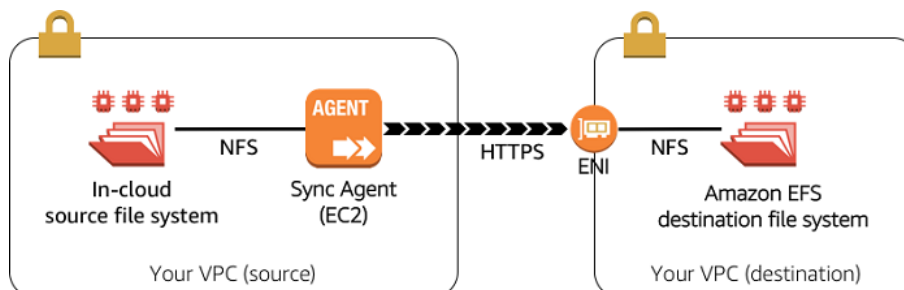 AGENT
NFS
HTTPS
ENI
NFS
In-cloud
source file system
Sync Agent
(EC2)
Amazon EFS
destination file system
Your VPC (source)
Your VPC (destination)